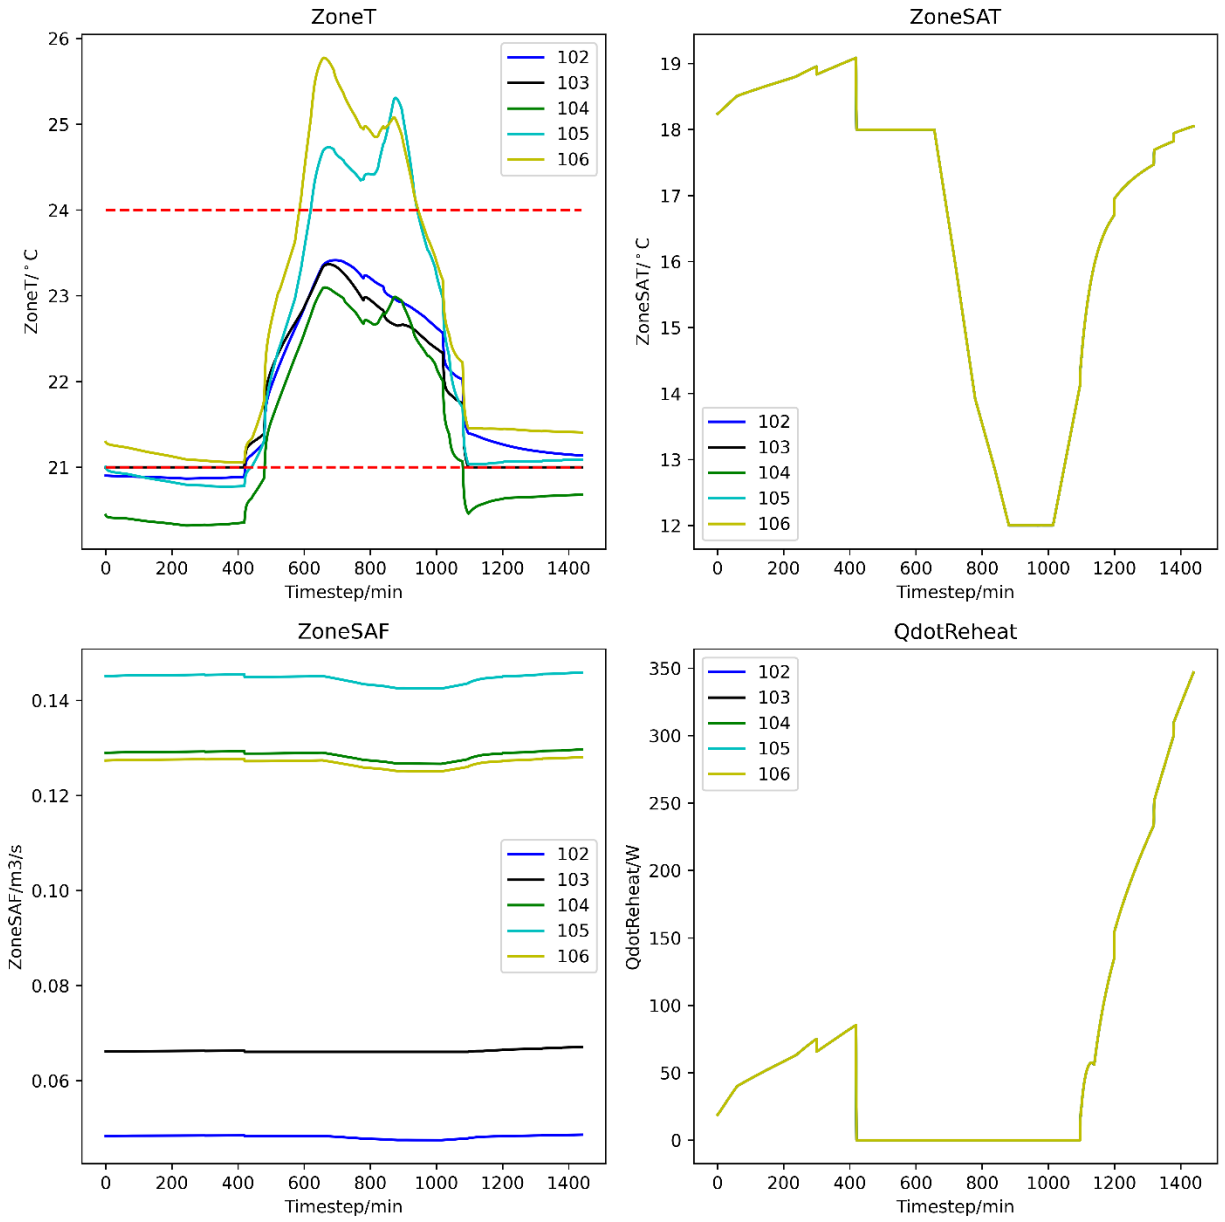 ZoneT
26
25
24
23
22
21
ZoneT/°C
102
103
104
105
106
0 200 400 600 800 1000 1200 1400
Timestep/min
ZoneSAT
19
18
17
16
15
14
13
12
ZoneSAT/°C
102
103
104
105
106
0 200 400 600 800 1000 1200 1400
Timestep/min
ZoneSAF
0.14
0.12
0.10
0.08
0.06
ZoneSAF/m3/s
102
103
104
105
106
0 200 400 600 800 1000 1200 1400
Timestep/min
QdotReheat
350
300
250
200
150
100
50
0
QdotReheat/W
102
103
104
105
106
0 200 400 600 800 1000 1200 1400
Timestep/min